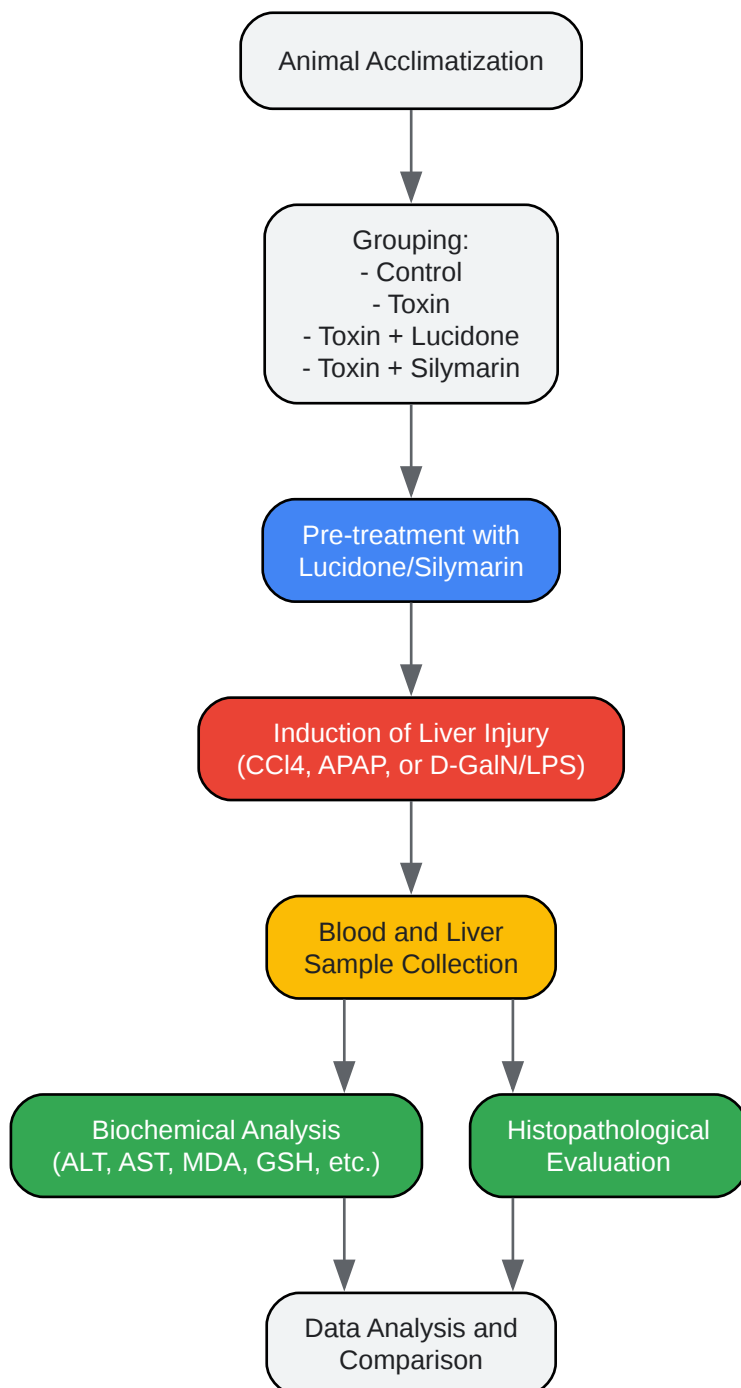 Animal Acclimatization
Grouping:
- Control
- Toxin
- Toxin + Lucidone
- Toxin + Silymarin
Pre-treatment with
Lucidone/Silymarin
Induction of Liver Injury
(CCl4, APAP, or D-GalN/LPS)
Blood and Liver
Sample Collection
Biochemical Analysis
(ALT, AST, MDA, GSH, etc.)
Histopathological
Evaluation
Data Analysis and
Comparison